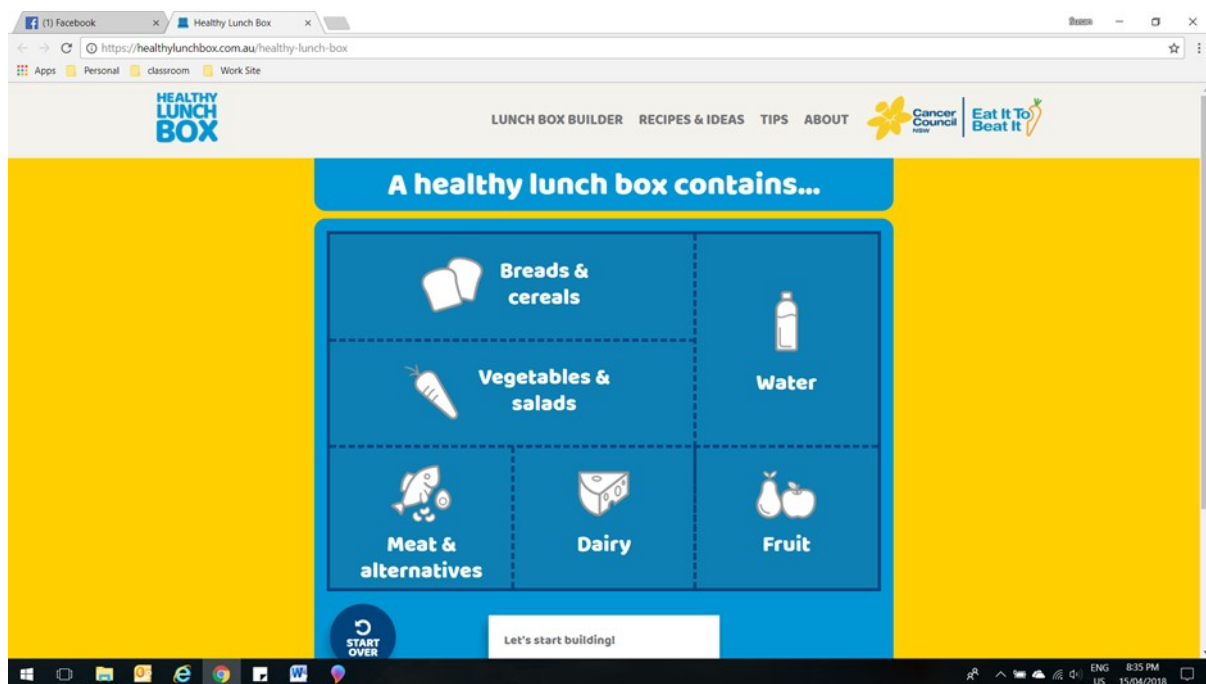 (1) Facebook
Healthy Lunch Box
Susan
https://healthylunchbox.com.au/healthy-lunch-box
Apps Personal classroom Work Site
HEALTHY
LUNCH
BOX
LUNCH BOX BUILDER RECIPES & IDEAS TIPS ABOUT
Cancer
Council
NSW
Eat It To
Beat It
A healthy lunch box contains...
Breads &
cereals
Vegetables &
salads
Water
Meat &
alternatives
Dairy
Fruit
START
OVER
Let's start building!
ENG
US
8:35 PM
15/04/2018